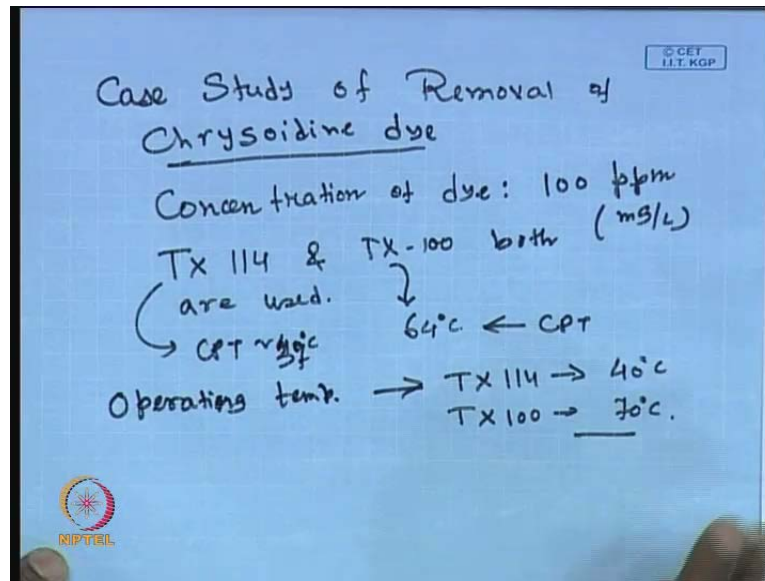 © CET
I.I.T. KGP
Case Study of Removal of
Chrysoidine dye
Concentration of dye: 100 ppm
(mg/L)
TX 114 & TX-100 both
are used.
64°C ← CPT
→ CPT ~ °C
Operating temp. → TX 114 → 40°C
TX 100 → 70°C.
NPTEL